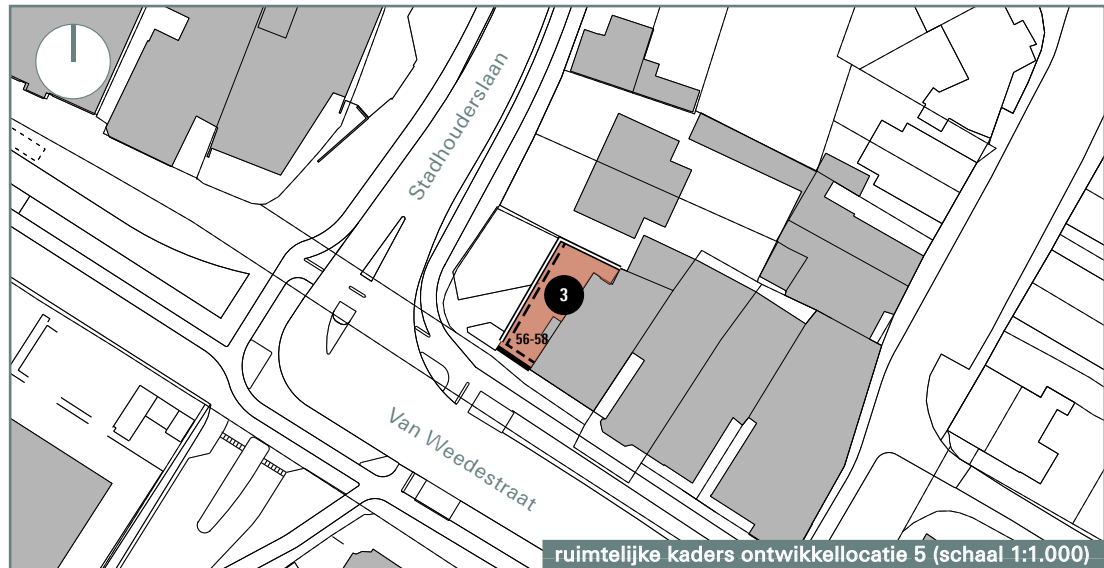 Stadhouderslaan
3
56-58
Van Weedestraat
ruimtelijke kaders ontwikkellocatie 5 (schaal 1:1.000)